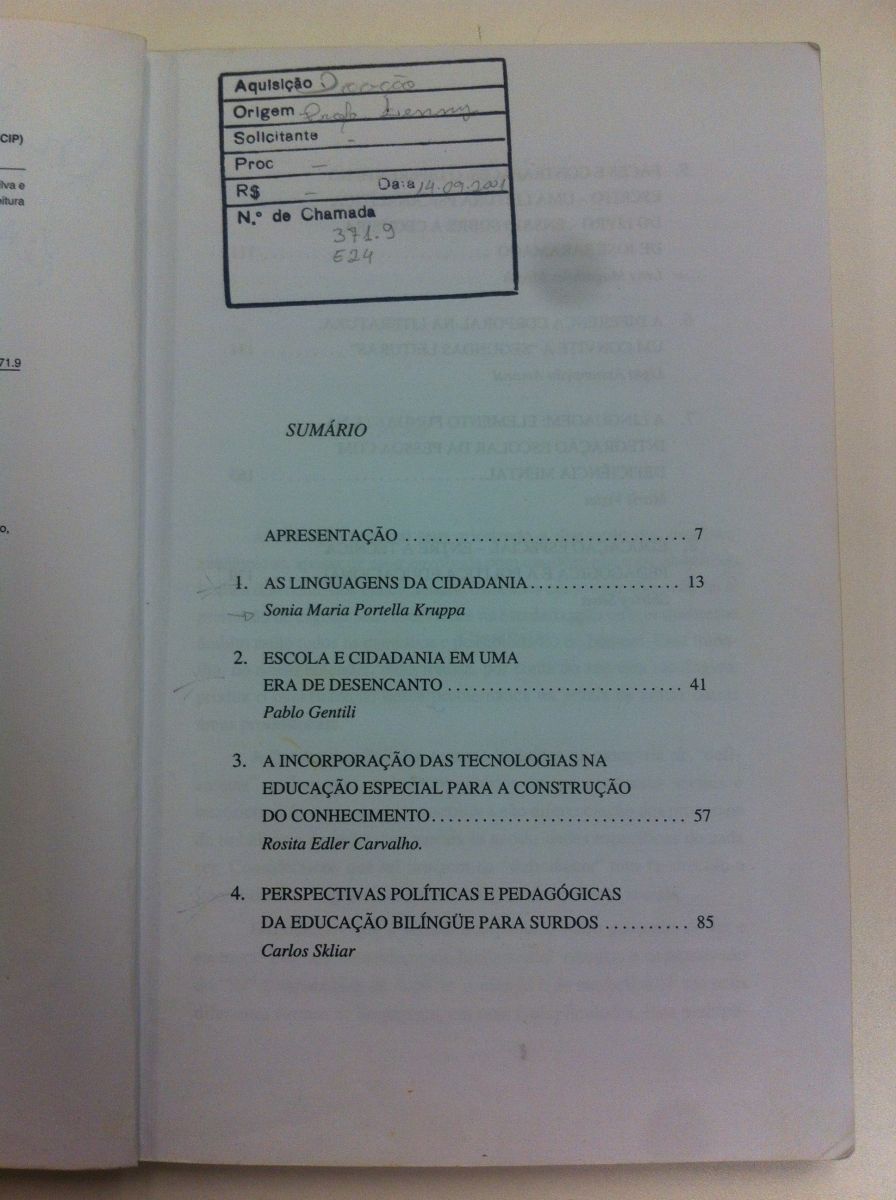 CIP)
ilva e
eitura
71.9
o,
Aquisição Doação
Origem Profª
Solicitante -
Proc -
R$ - Data 14.09.2001
N.º de Chamada
371.9
E24
SUMÁRIO
APRESENTAÇÃO ................................ 7
1. AS LINGUAGENS DA CIDADANIA ................. 13
Sonia Maria Portella Kruppa
2. ESCOLA E CIDADANIA EM UMA
ERA DE DESENCANTO ......................... 41
Pablo Gentili
3. A INCORPORAÇÃO DAS TECNOLOGIAS NA
EDUCAÇÃO ESPECIAL PARA A CONSTRUÇÃO
DO CONHECIMENTO ............................. 57
Rosita Edler Carvalho.
4. PERSPECTIVAS POLÍTICAS E PEDAGÓGICAS
DA EDUCAÇÃO BILÍNGÜE PARA SURDOS .......... 85
Carlos Skliar